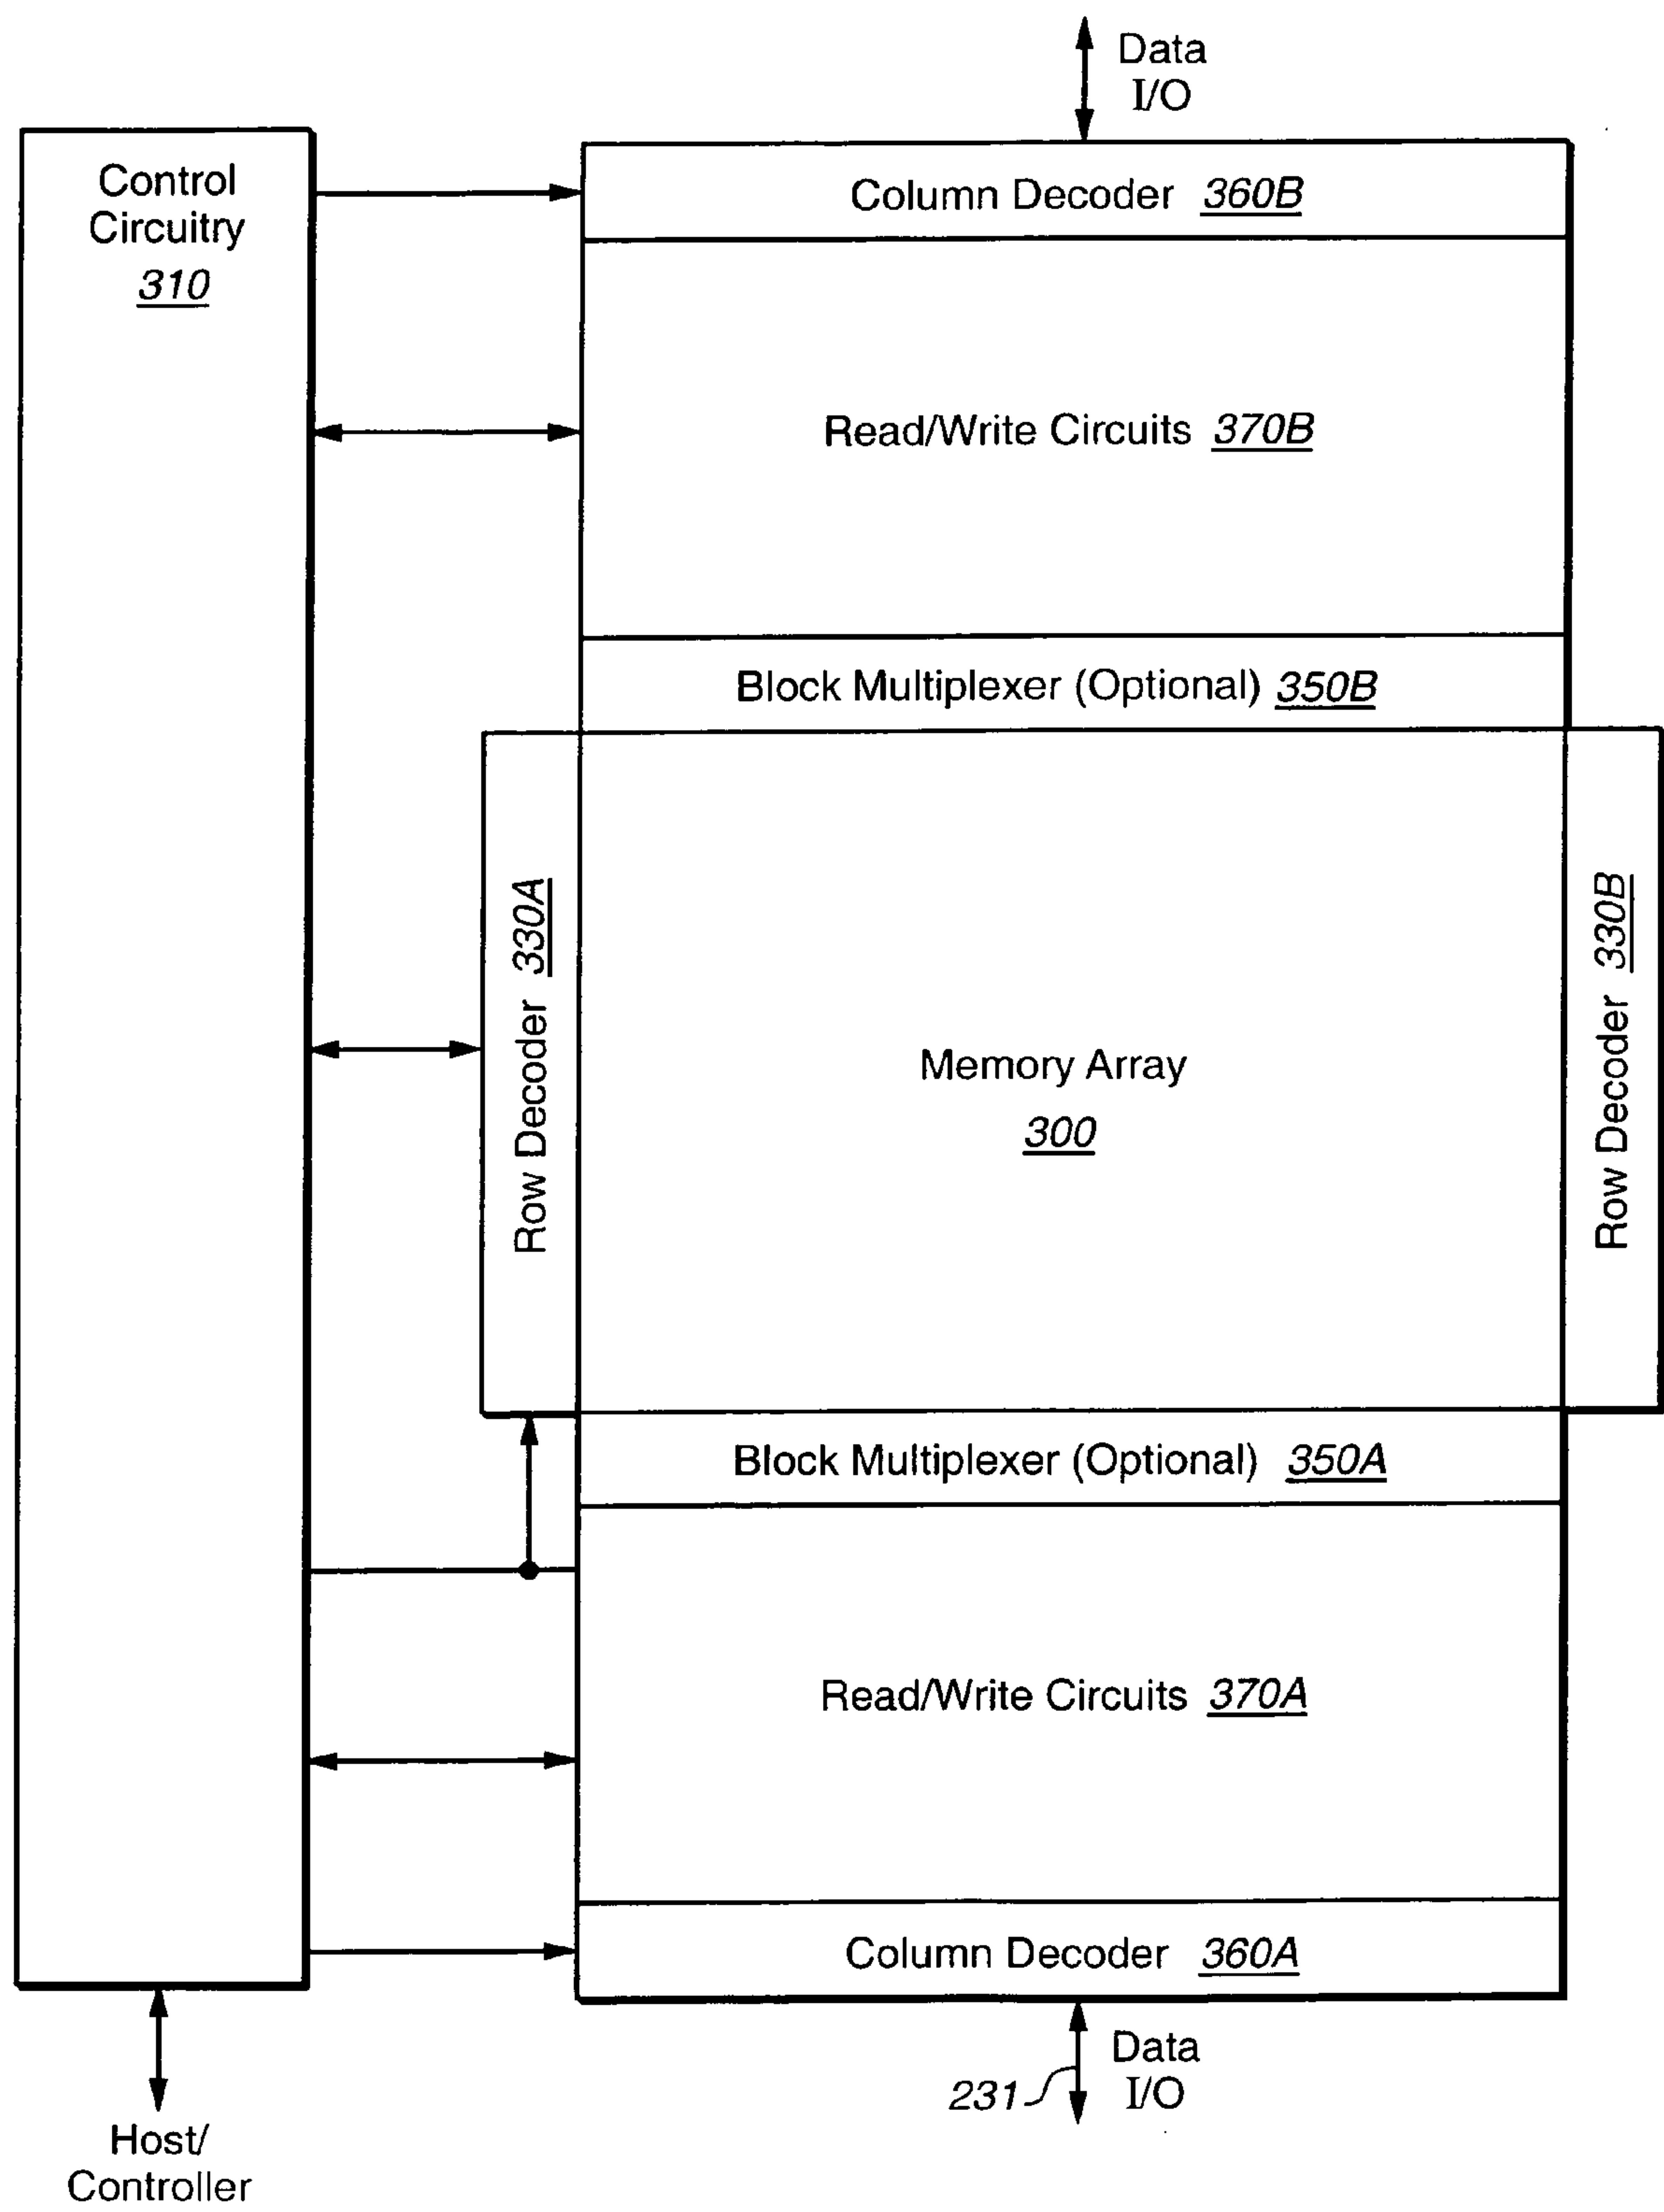 Data
I/O
Control
Circuitry
310
Column Decoder 360B
Read/Write Circuits 370B
Block Multiplexer (Optional) 350B
Row Decoder 330A
Memory Array
300
Row Decoder 330B
Block Multiplexer (Optional) 350A
Read/Write Circuits 370A
Column Decoder 360A
231
Data
I/O
Host/
Controller